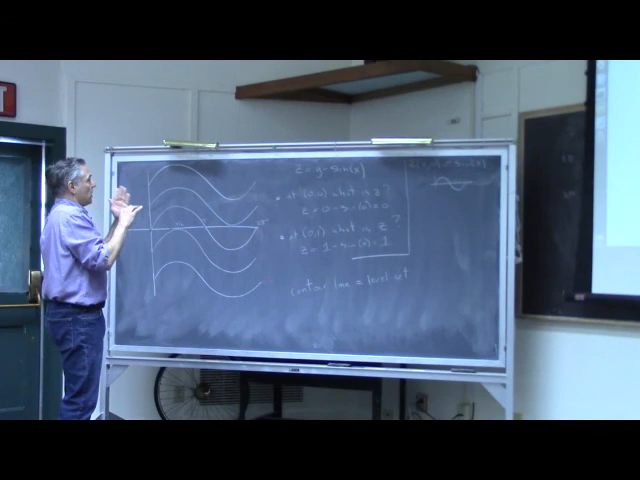 z = y - sin(x)
• at (0,0) what is z?
z = 0 - sin(0) = 0
• at (0,1) what is z?
z = 1 - sin(0) = 1
contour line = level set